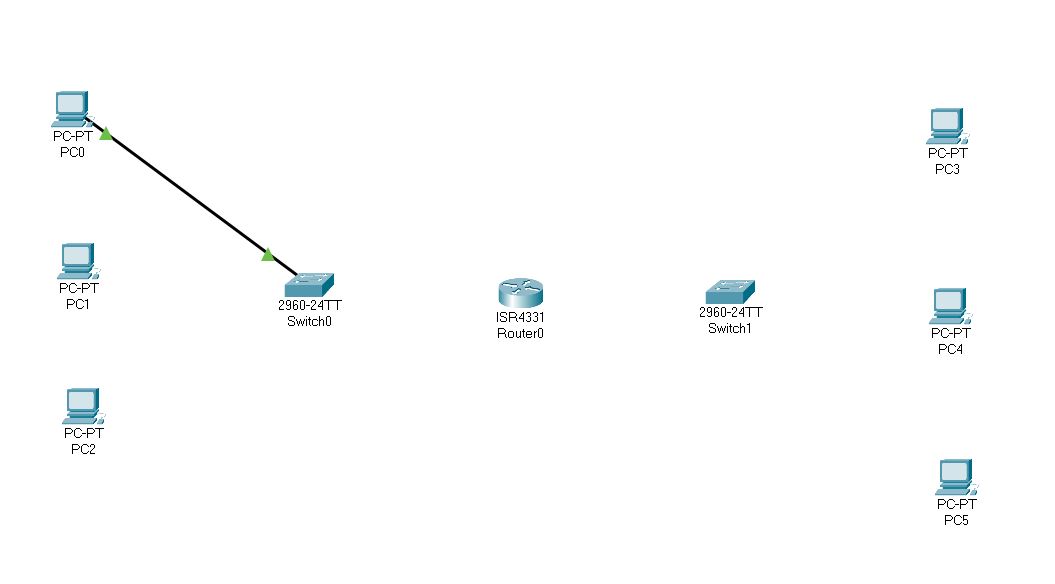 PC-PT
PC0
PC-PT
PC1
PC-PT
PC2
2960-24TT
Switch0
ISR4331
Router0
2960-24TT
Switch1
PC-PT
PC3
PC-PT
PC4
PC-PT
PC5